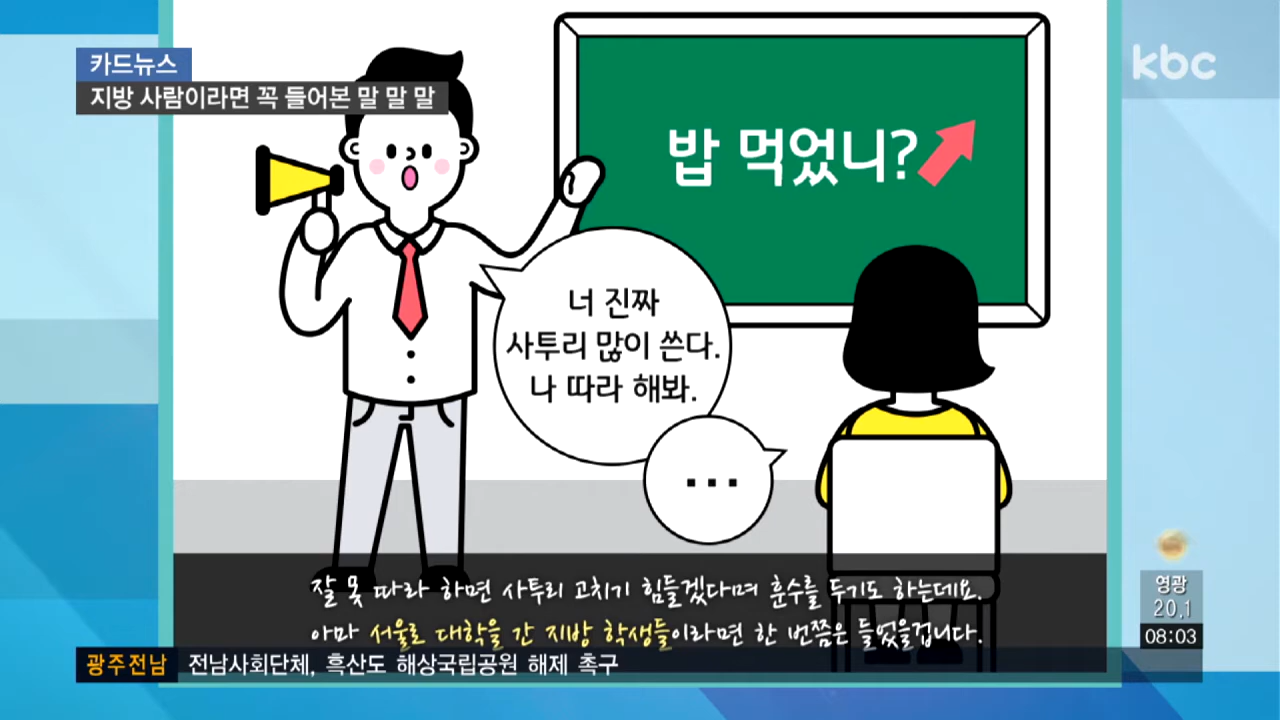 카드뉴스
kbc
지방 사람이라면 꼭 들어본 말 말 말
밥 먹었니?
너 진짜
사투리 많이 쓴다.
나 따라 해봐.
...
잘 못 따라 하면 사투리 고치기 힘들겠다며 훈수를 두기도 하는데요.
아마 서울로 대학을 간 지방 학생들이라면 한 번쯤은 들었을겁니다.
영광
20.1
08:03
광주전남 전남사회단체, 흑산도 해상국립공원 해제 촉구